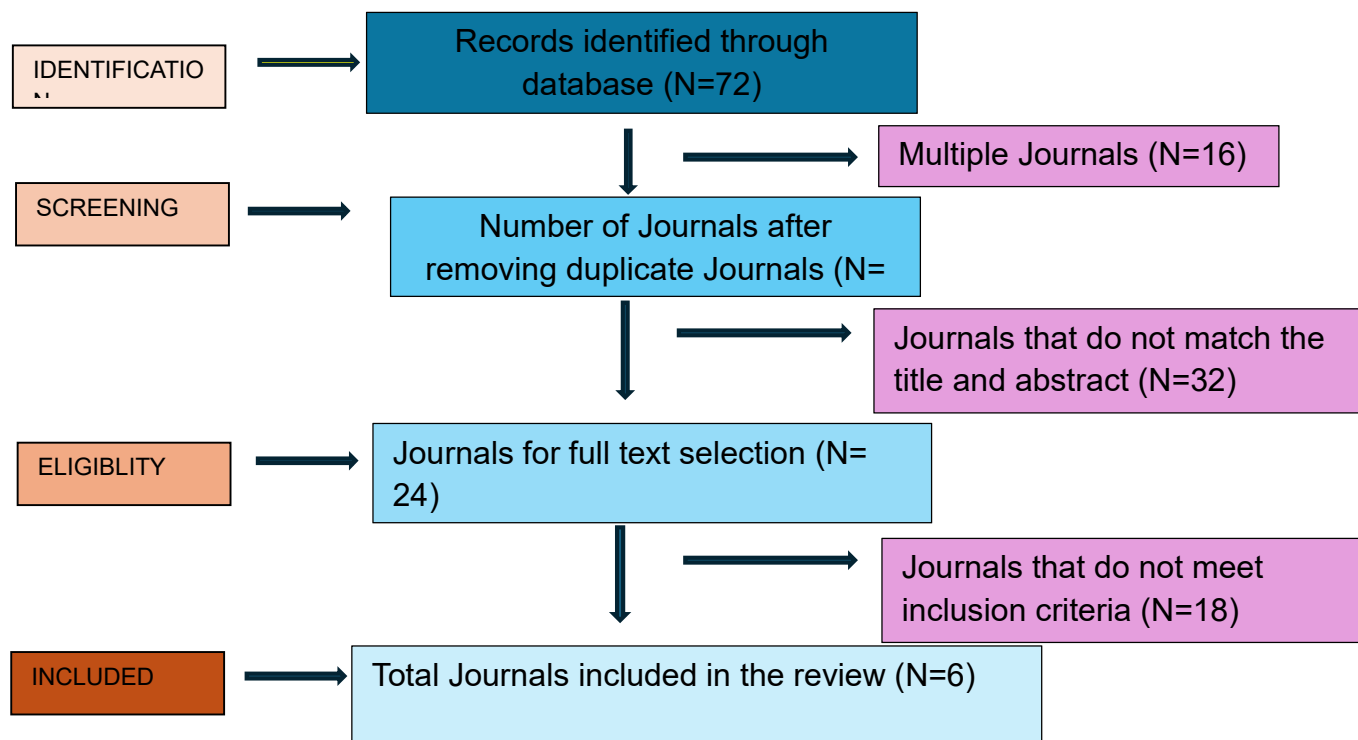 IDENTIFICATIO
Records identified through
database (N=72)
Multiple Journals (N=16)
SCREENING
Number of Journals after
removing duplicate Journals (N=
Journals that do not match the
title and abstract (N=32)
ELIGIBLITY
Journals for full text selection (N=
24)
Journals that do not meet
inclusion criteria (N=18)
INCLUDED
Total Journals included in the review (N=6)